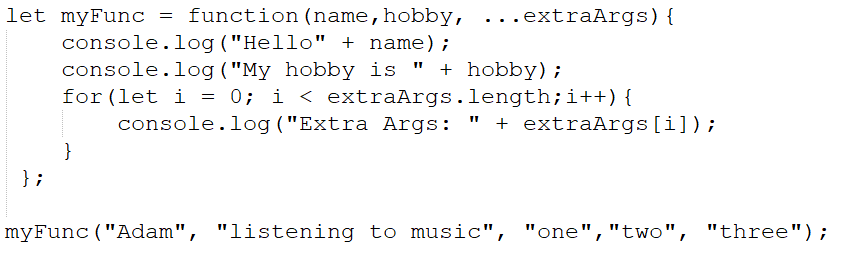 let myFunc = function(name,hobby, ...extraArgs){
    console.log("Hello" + name);
    console.log("My hobby is " + hobby);
    for(let i = 0; i < extraArgs.length;i++){
        console.log("Extra Args: " + extraArgs[i]);
    }
 };
myFunc("Adam", "listening to music", "one","two", "three");